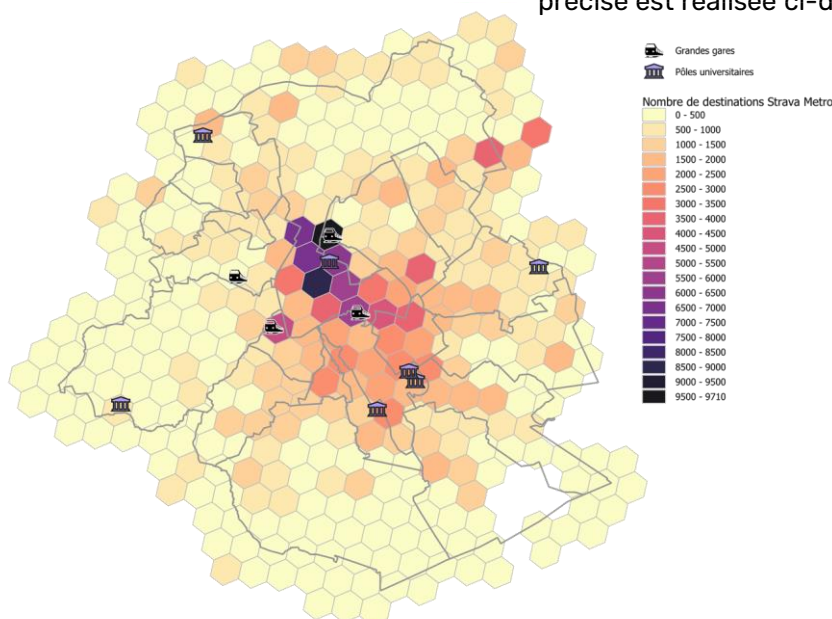 précise est réalisée ci-d
Grandes gares
Pôles universitaires
Nombre de destinations Strava Metro
0 - 500
500 - 1000
1000 - 1500
1500 - 2000
2000 - 2500
2500 - 3000
3000 - 3500
3500 - 4000
4000 - 4500
4500 - 5000
5000 - 5500
5500 - 6000
6000 - 6500
6500 - 7000
7000 - 7500
7500 - 8000
8000 - 8500
8500 - 9000
9000 - 9500
9500 - 9710